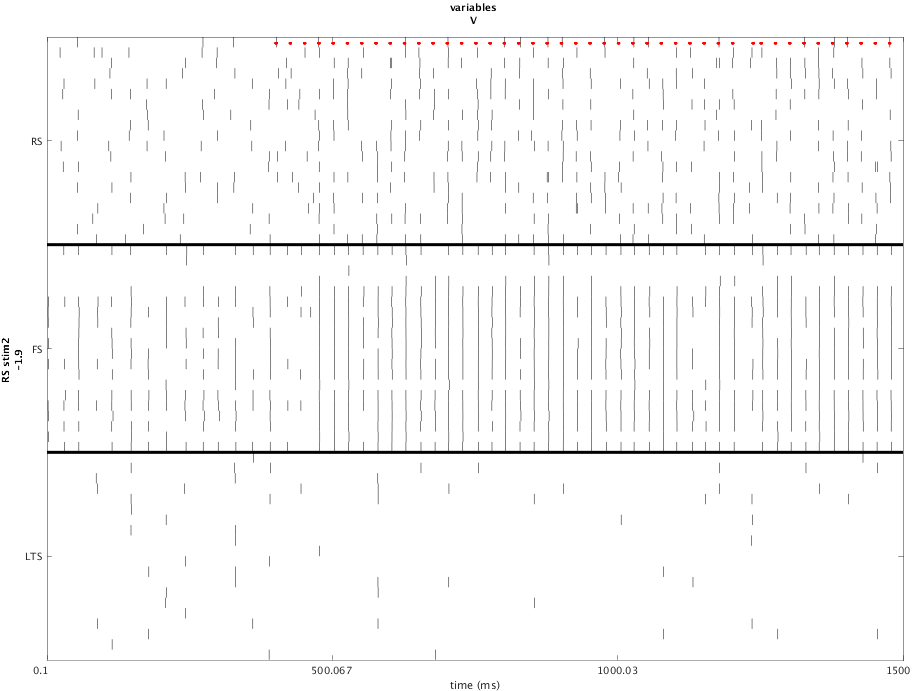 variables
V
RS
FS
LTS
RS stim2
-1.9
0.1
500.067
1000.03
1500
time (ms)